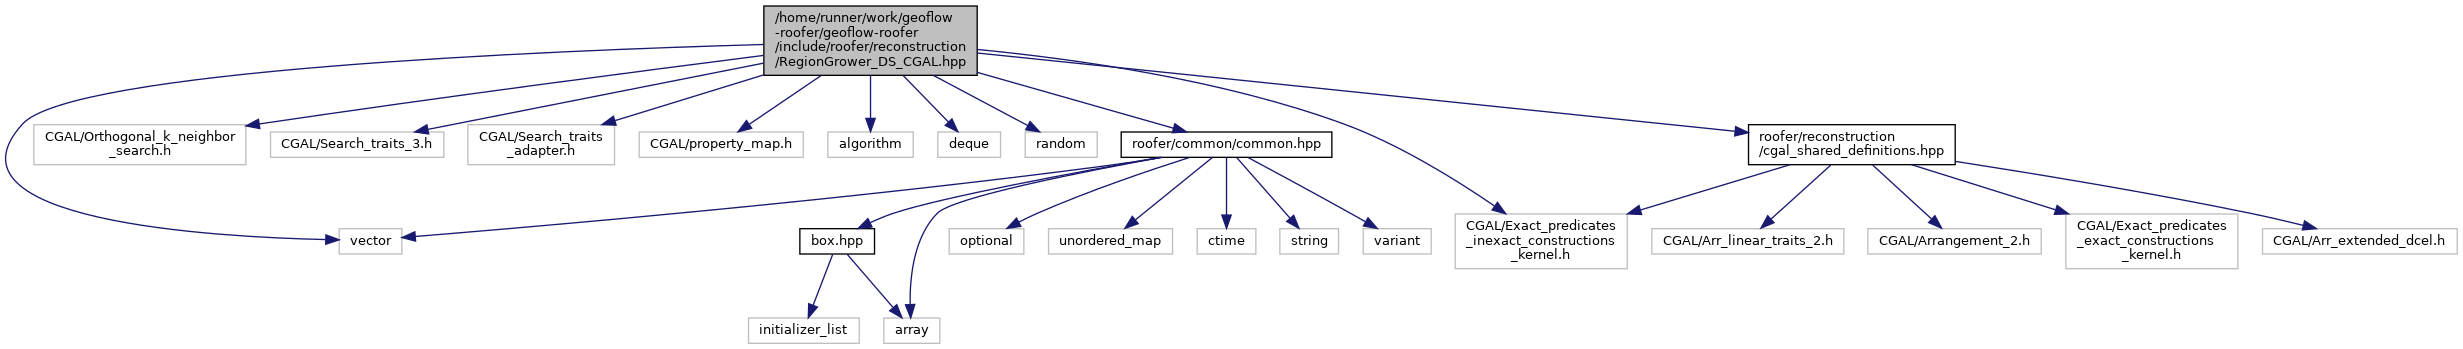 /home/runner/work/geoflow
-roofer/geoflow-roofer
/include/roofer/reconstruction
/RegionGrower_DS_CGAL.hpp
CGAL/Orthogonal_k_neighbor
_search.h
CGAL/Search_traits_3.h
CGAL/Search_traits
_adapter.h
CGAL/property_map.h
algorithm
deque
random
roofer/common/common.hpp
roofer/reconstruction
/cgal_shared_definitions.hpp
vector
box.hpp
optional
unordered_map
ctime
string
variant
CGAL/Exact_predicates
_inexact_constructions
_kernel.h
CGAL/Arr_linear_traits_2.h
CGAL/Arrangement_2.h
CGAL/Exact_predicates
_exact_constructions
_kernel.h
CGAL/Arr_extended_dcel.h
initializer_list
array